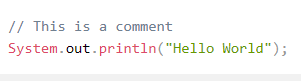 // This is a comment
System.out.println("Hello World");